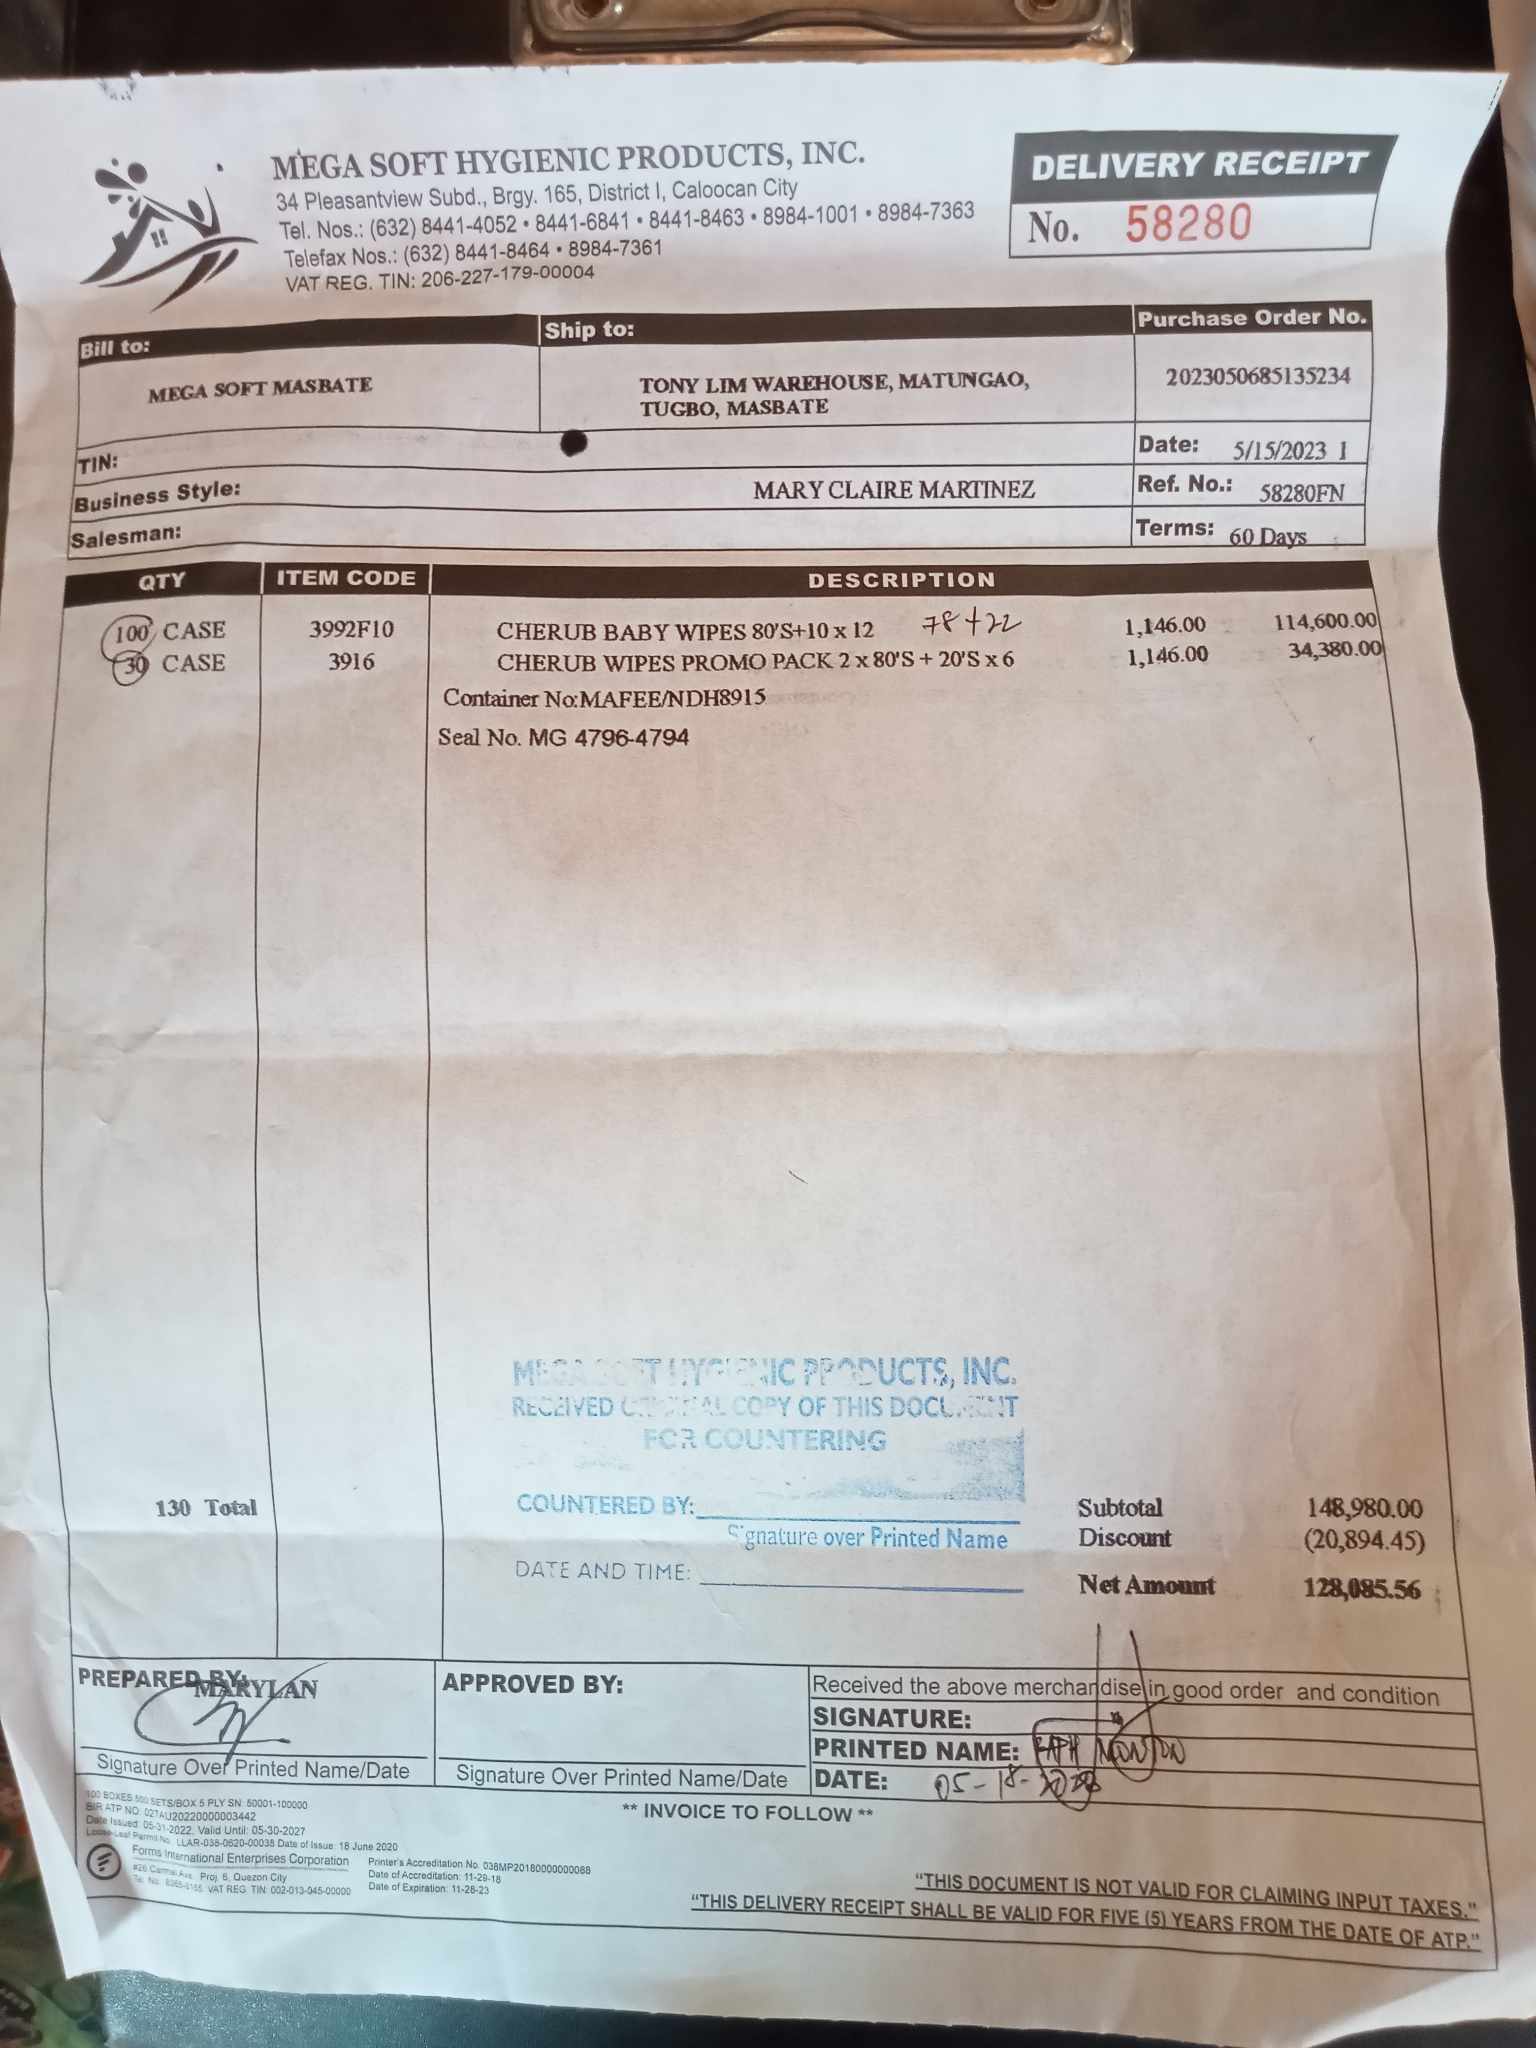 MEGA SOFT HYGIENIC PRODUCTS, INC.
34 Pleasantview Subd., Brgy. 165, District I, Caloocan City
Tel. Nos.: (632) 8441-4052 • 8441-6841 • 8441-8463 • 8984-1001 • 8984-7363
Telefax Nos.: (632) 8441-8464 • 8984-7361
VAT REG. TIN: 206-227-179-00004
DELIVERY RECEIPT
No. 58280
Bill to:
MEGA SOFT MASBATE
Ship to:
TONY LIM WAREHOUSE, MATUNGAO,
TUGBO, MASBATE
Purchase Order No.
2023050685135234
TIN:
Date: 5/15/2023 1
Business Style:
MARY CLAIRE MARTINEZ
Ref. No.: 58280FN
Salesman:
Terms: 60 Days
QTY ITEM CODE DESCRIPTION
100 CASE 3992F10 CHERUB BABY WIPES 80'S+10 x 12 78+22 1,146.00 114,600.00
30 CASE 3916 CHERUB WIPES PROMO PACK 2 x 80'S + 20'S x 6 1,146.00 34,380.00
Container No:MAFEE/NDH8915
Seal No. MG 4796-4794
MEGA SOFT HYGIENIC PRODUCTS, INC.
RECEIVED ORIGINAL COPY OF THIS DOCUMENT
FOR COUNTERING
COUNTERED BY:
Signature over Printed Name
DATE AND TIME:
130 Total
Subtotal 148,980.00
Discount (20,894.45)
Net Amount 128,085.56
PREPARED BY:
MARYLAN
Signature Over Printed Name/Date
APPROVED BY:
Signature Over Printed Name/Date
Received the above merchandise in good order and condition
SIGNATURE:
PRINTED NAME: MONTON
DATE: 05-18-2023
** INVOICE TO FOLLOW **
100 BOXES 500 SETS/BOX 5 PLY SN: 50001-100000
BIR ATP NO: 027AU20220000003442
Date Issued: 05-31-2022, Valid Until: 05-30-2027
Loose-Leaf Permit No. LLAR-038-0620-00038 Date of Issue: 18 June 2020
Forms International Enterprises Corporation
Proj. 8, Quezon City
VAT REG TIN: 002-013-945-00000
Printer's Accreditation No. 038MP20180000000088
Date of Accreditation: 11-29-18
Date of Expiration: 11-28-23
"THIS DOCUMENT IS NOT VALID FOR CLAIMING INPUT TAXES."
"THIS DELIVERY RECEIPT SHALL BE VALID FOR FIVE (5) YEARS FROM THE DATE OF ATP."